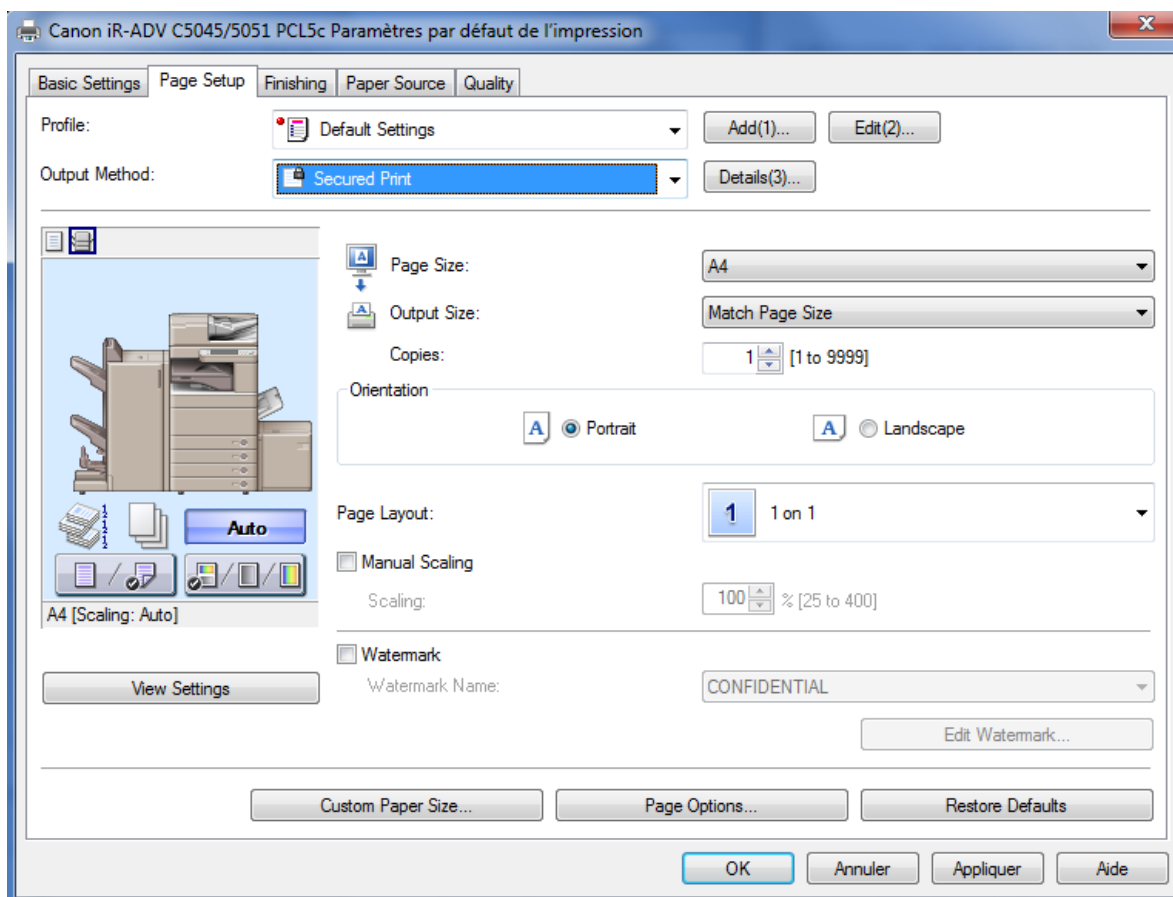 Canon iR-ADV C5045/5051 PCL5c Paramètres par défaut de l'impression
X
Basic Settings Page Setup Finishing Paper Source Quality
Profile: Default Settings Add(1)... Edit(2)...
Output Method: Secured Print Details(3)...
A Page Size: A4
A Output Size: Match Page Size
Copies: 1 [1 to 9999]
Orientation
A Portrait A Landscape
1 2 1 2 Auto
Page Layout: 1 1 on 1
Manual Scaling
Scaling: 100 % [25 to 400]
A4 [Scaling: Auto]
Watermark
View Settings
Watermark Name: CONFIDENTIAL
Edit Watermark...
Custom Paper Size... Page Options... Restore Defaults
OK Annuler Appliquer Aide